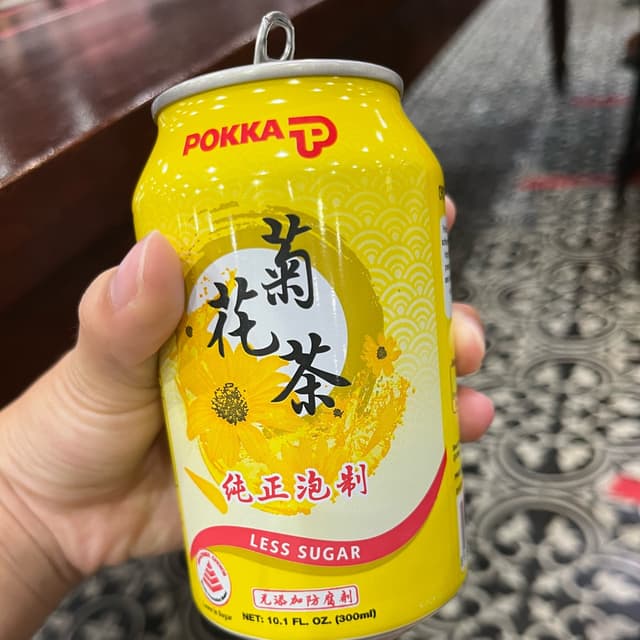 POKKA
菊
花
茶
纯正泡制
LESS SUGAR
无添加防腐剂
NET: 10.1 FL. OZ. (300ml)